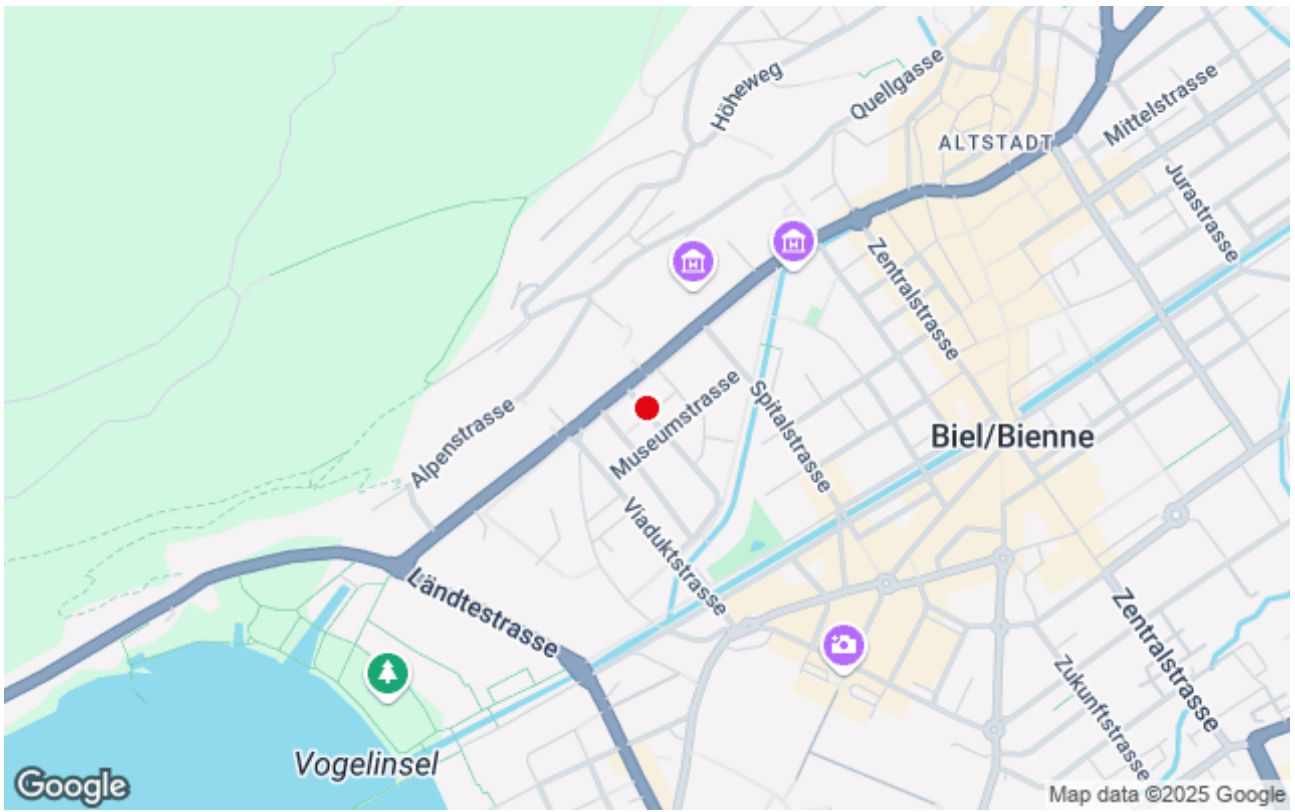 Höheweg
Quellgasse
Mittelstrasse
ALTSTADT
Jurastrasse
Zentralstrasse
Museumstrasse
Spitalstrasse
Alpenstrasse
Biel/Bienne
Viaduktstrasse
Ländtestrasse
Zentralstrasse
Zukunftstrasse
Vogelinsel
Google
Map data ©2025 Google